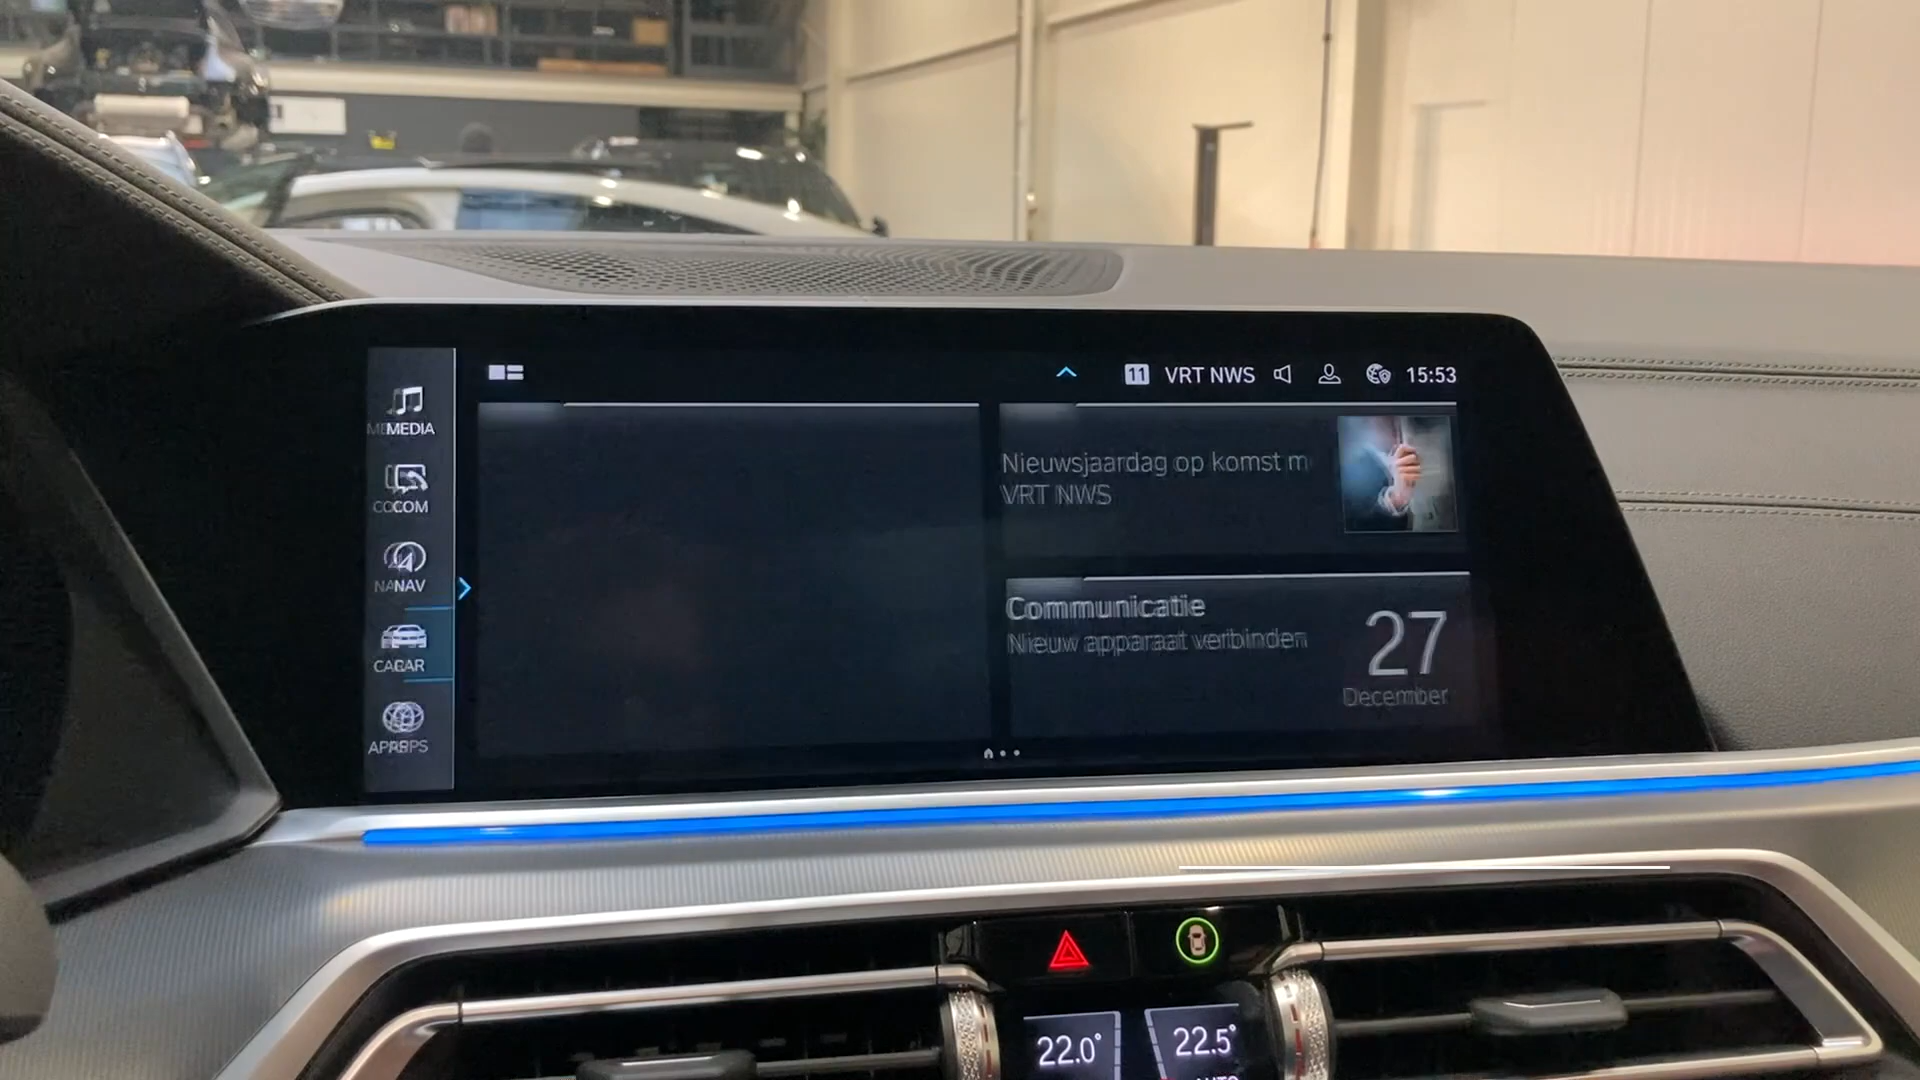 11 VRT NWS 15:53
MEDIA
COM
NAV
CAR
APPS
Nieuwsjaardag op komst m
VRT NWS
Communicatie
Nieuw apparaat verbinden
27
December
22.0°
22.5°
AUTO